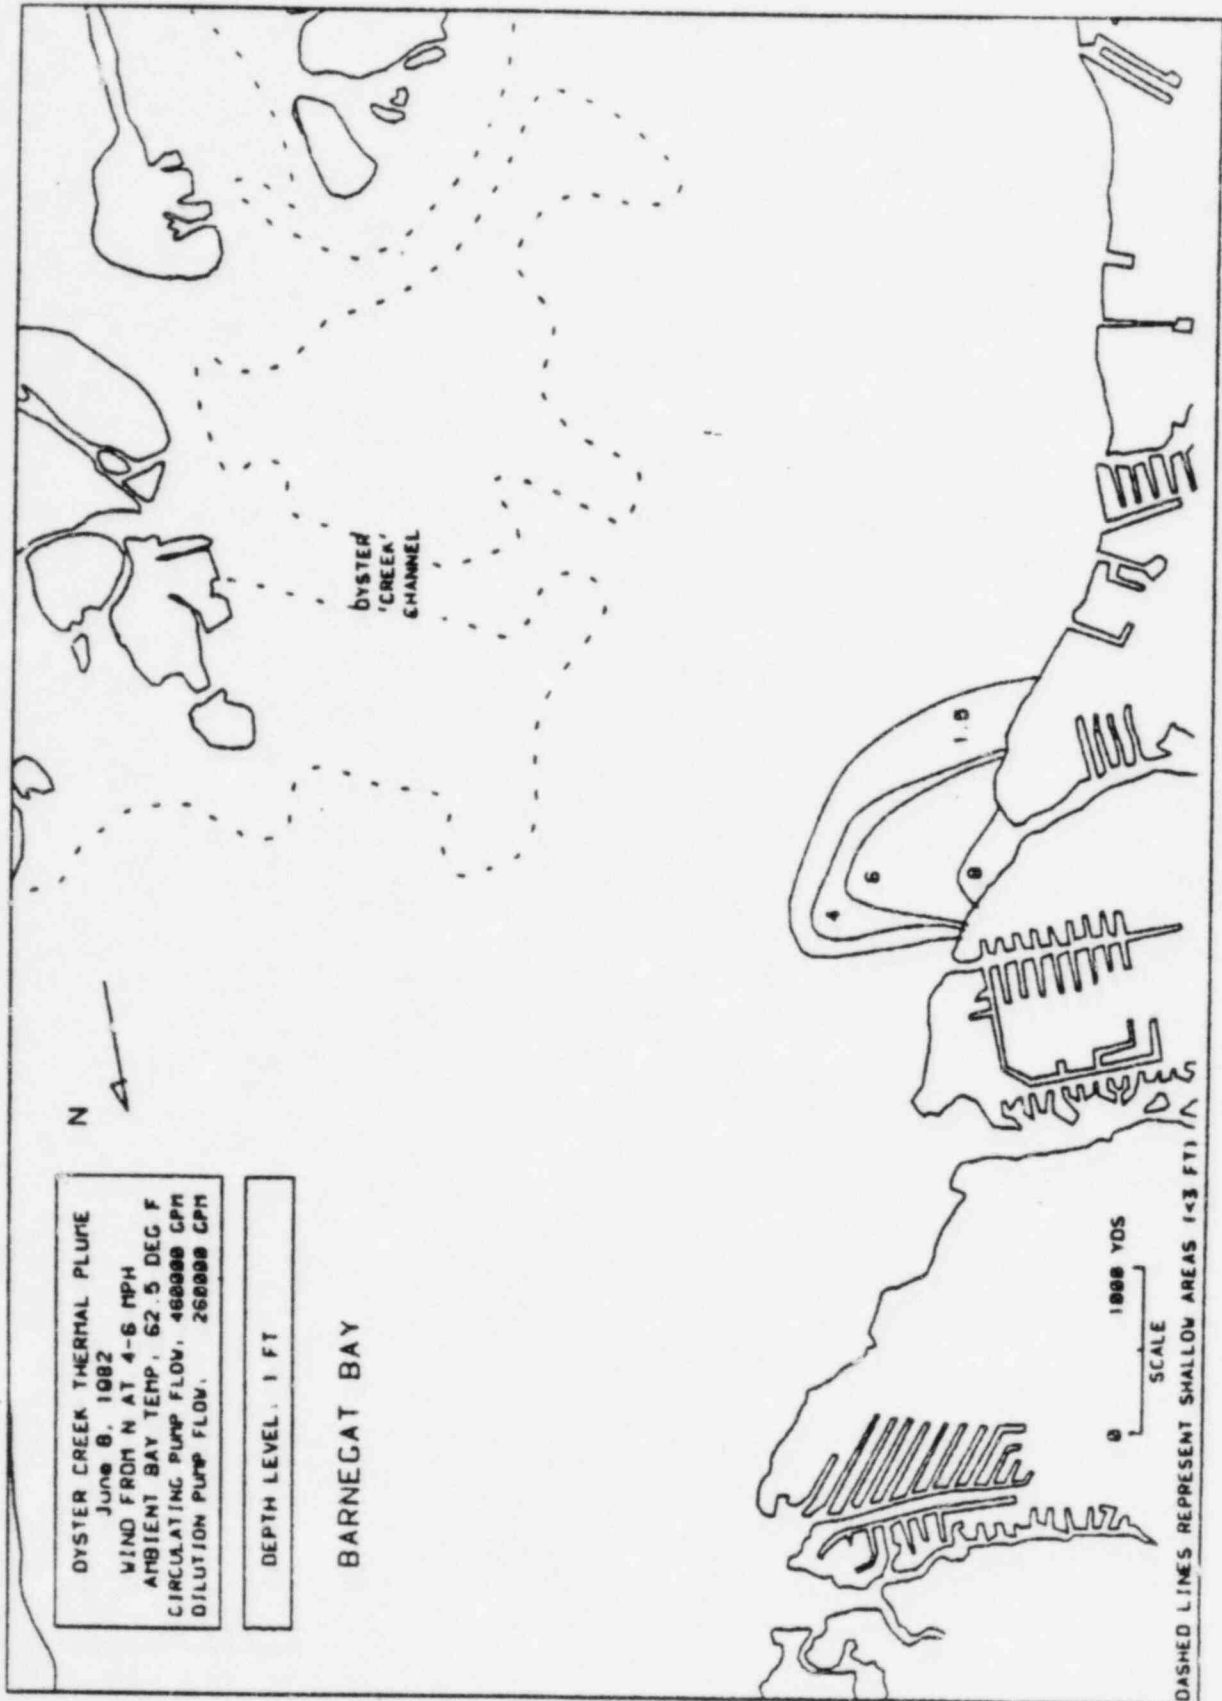 OYSTER CREEK THERMAL PLUME
June 8, 1982
WIND FROM N AT 4-6 MPH
AMBIENT BAY TEMP, 62.5 DEG F
CIRCULATING PUMP FLOW, 460000 GPM
DILUTION PUMP FLOW, 260000 GPM
N
DEPTH LEVEL, 1 FT
BARNEGAT BAY
OYSTER
'CREEK'
CHANNEL
4
6
8
0 1000 YDS
SCALE
DASHED LINES REPRESENT SHALLOW AREAS (<3 FT)